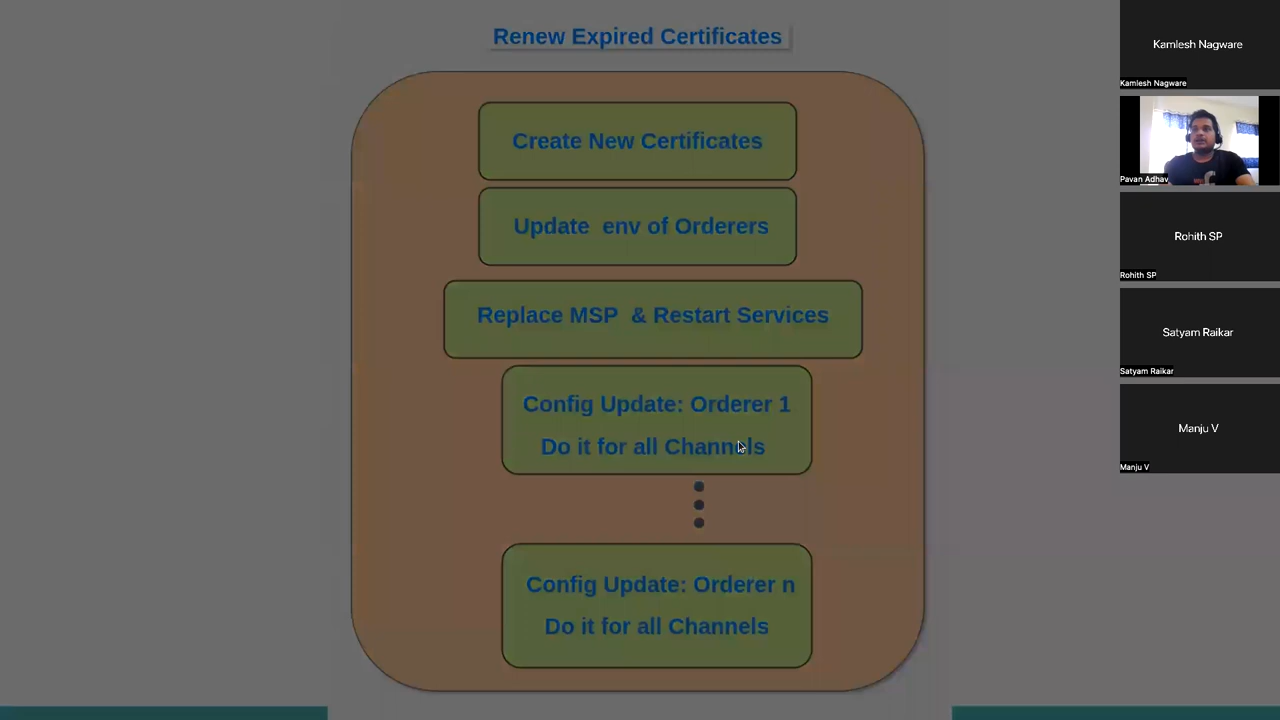 Renew Expired Certificates
Create New Certificates
Update env of Orderers
Replace MSP & Restart Services
Config Update: Orderer 1
Do it for all Channels
Config Update: Orderer n
Do it for all Channels
Kamlesh Nagware
Kamlesh Nagware
Pavan Adhav
Rohith SP
Rohith SP
Satyam Raikar
Satyam Raikar
Manju V
Manju V